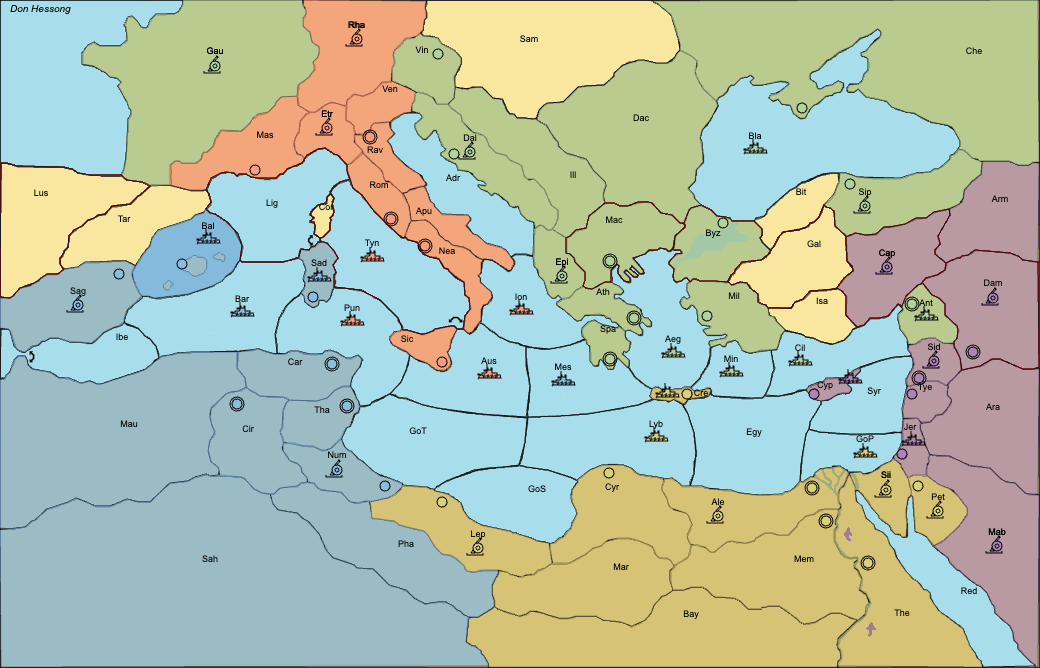 Don Hessong
Rha
Sam
Gau
Vin
Che
Ven
Etr
Dac
Mas
Dal
Bla
Rav
Ill
Adr
Rom
Lus
Bit
Sip
Lig
Arm
Cor
Apu
Tar
Mac
Bal
Byz
Gal
Tyn
Nea
Cap
Sad
Epi
Dam
Sag
Ath
Mil
Bar
Ion
Isa
Pun
Ant
Spa
Ibe
Sic
Aeg
Sid
Car
Aus
Mes
Min
Cil
Tye
Cyp
Syr
Cre
Tha
Ara
Mau
Cir
GoT
Lyb
Egy
Jer
GoP
Num
Sii
GoS
Cyr
Pet
Ale
Lep
Mab
Pha
Sah
Mar
Mem
Red
Bay
The